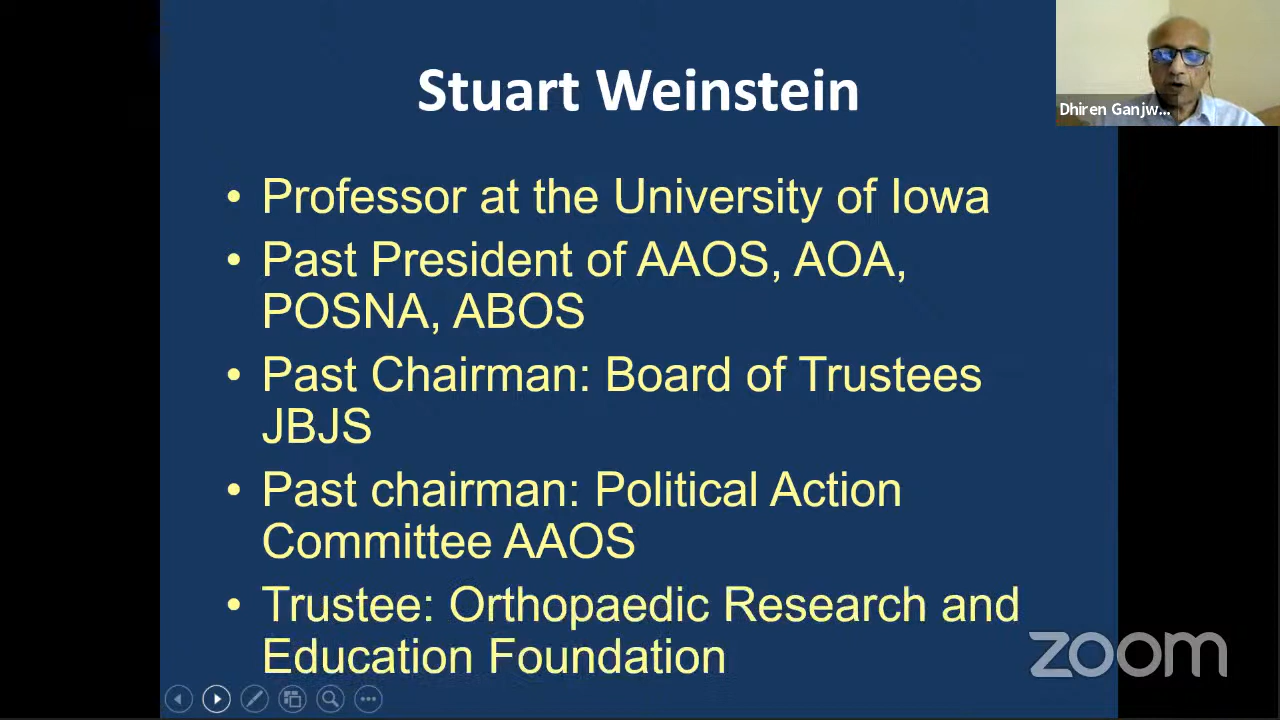 Stuart Weinstein
Dhiren Ganjw...
• Professor at the University of Iowa
• Past President of AAOS, AOA,
POSNA, ABOS
• Past Chairman: Board of Trustees
JBJS
• Past chairman: Political Action
Committee AAOS
• Trustee: Orthopaedic Research and
Education Foundation
zoom